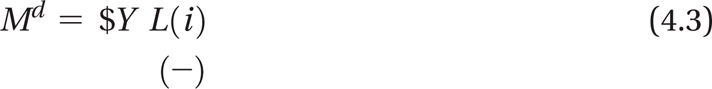 M^d = $Y L(i) (4.3)
(−)